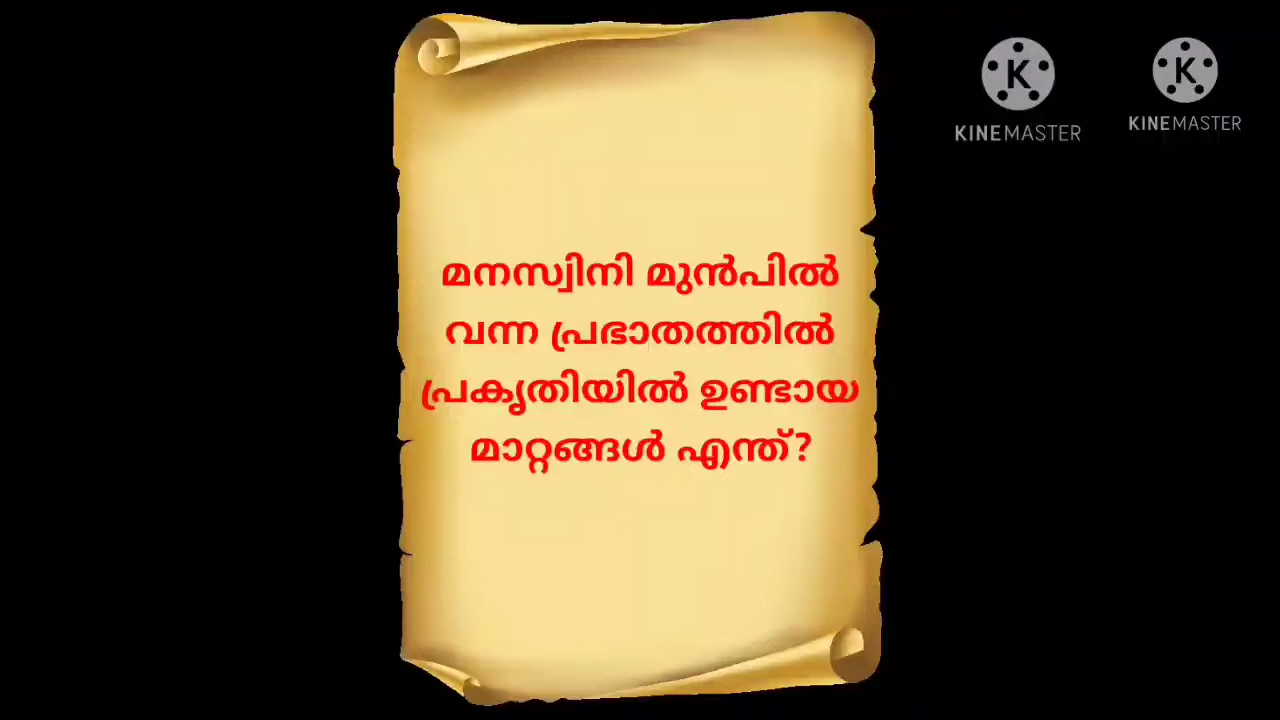 K
KINEMASTER
K
KINEMASTER
മനസ്വിനി മുൻപിൽ
വന്ന പ്രഭാതത്തിൽ
പ്രകൃതിയിൽ ഉണ്ടായ
മാറ്റങ്ങൾ എന്ത്?